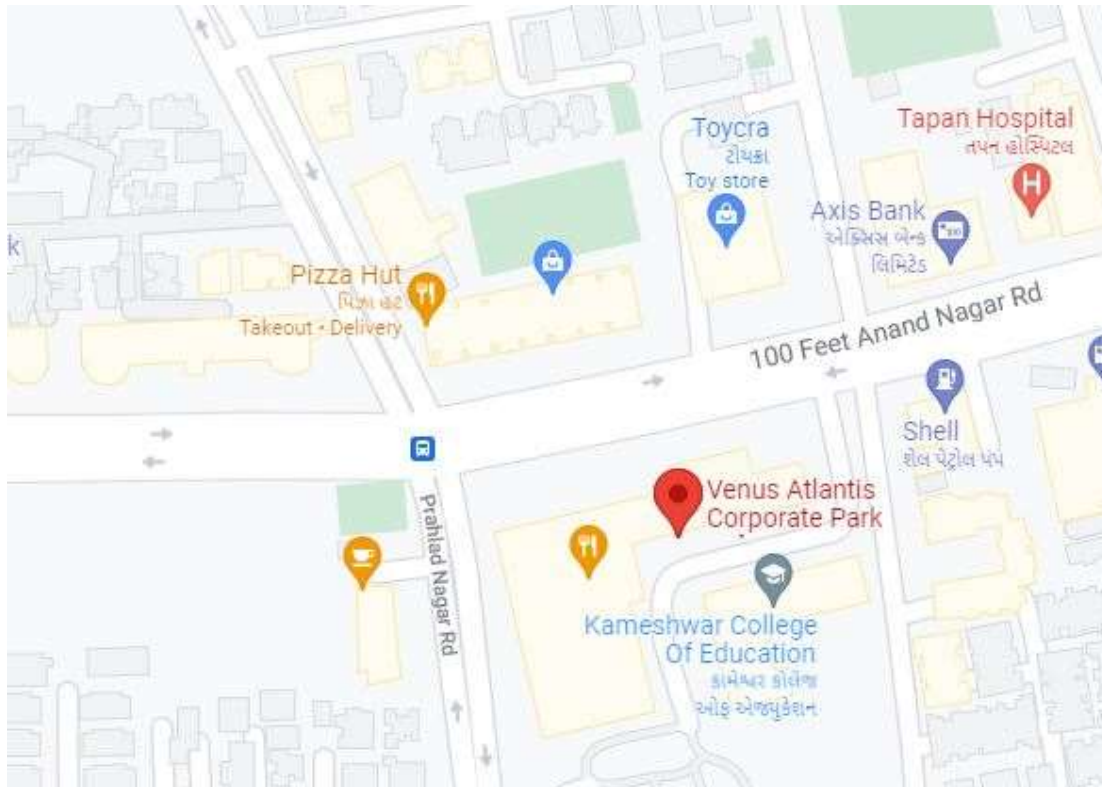 Toycra
ટોયક્રા
Toy store
Tapan Hospital
તપન હોસ્પિટલ
Axis Bank
એક્સિસ બેન્ક
લિમિટેડ
k
Pizza Hut
પિઝા હટ
Takeout • Delivery
100 Feet Anand Nagar Rd
Shell
શેલ પેટ્રોલ પંપ
Venus Atlantis
Corporate Park
Prahlad Nagar Rd
Kameshwar College
Of Education
કામેશ્વર કોલેજ
ઓફ એજ્યુકેશન